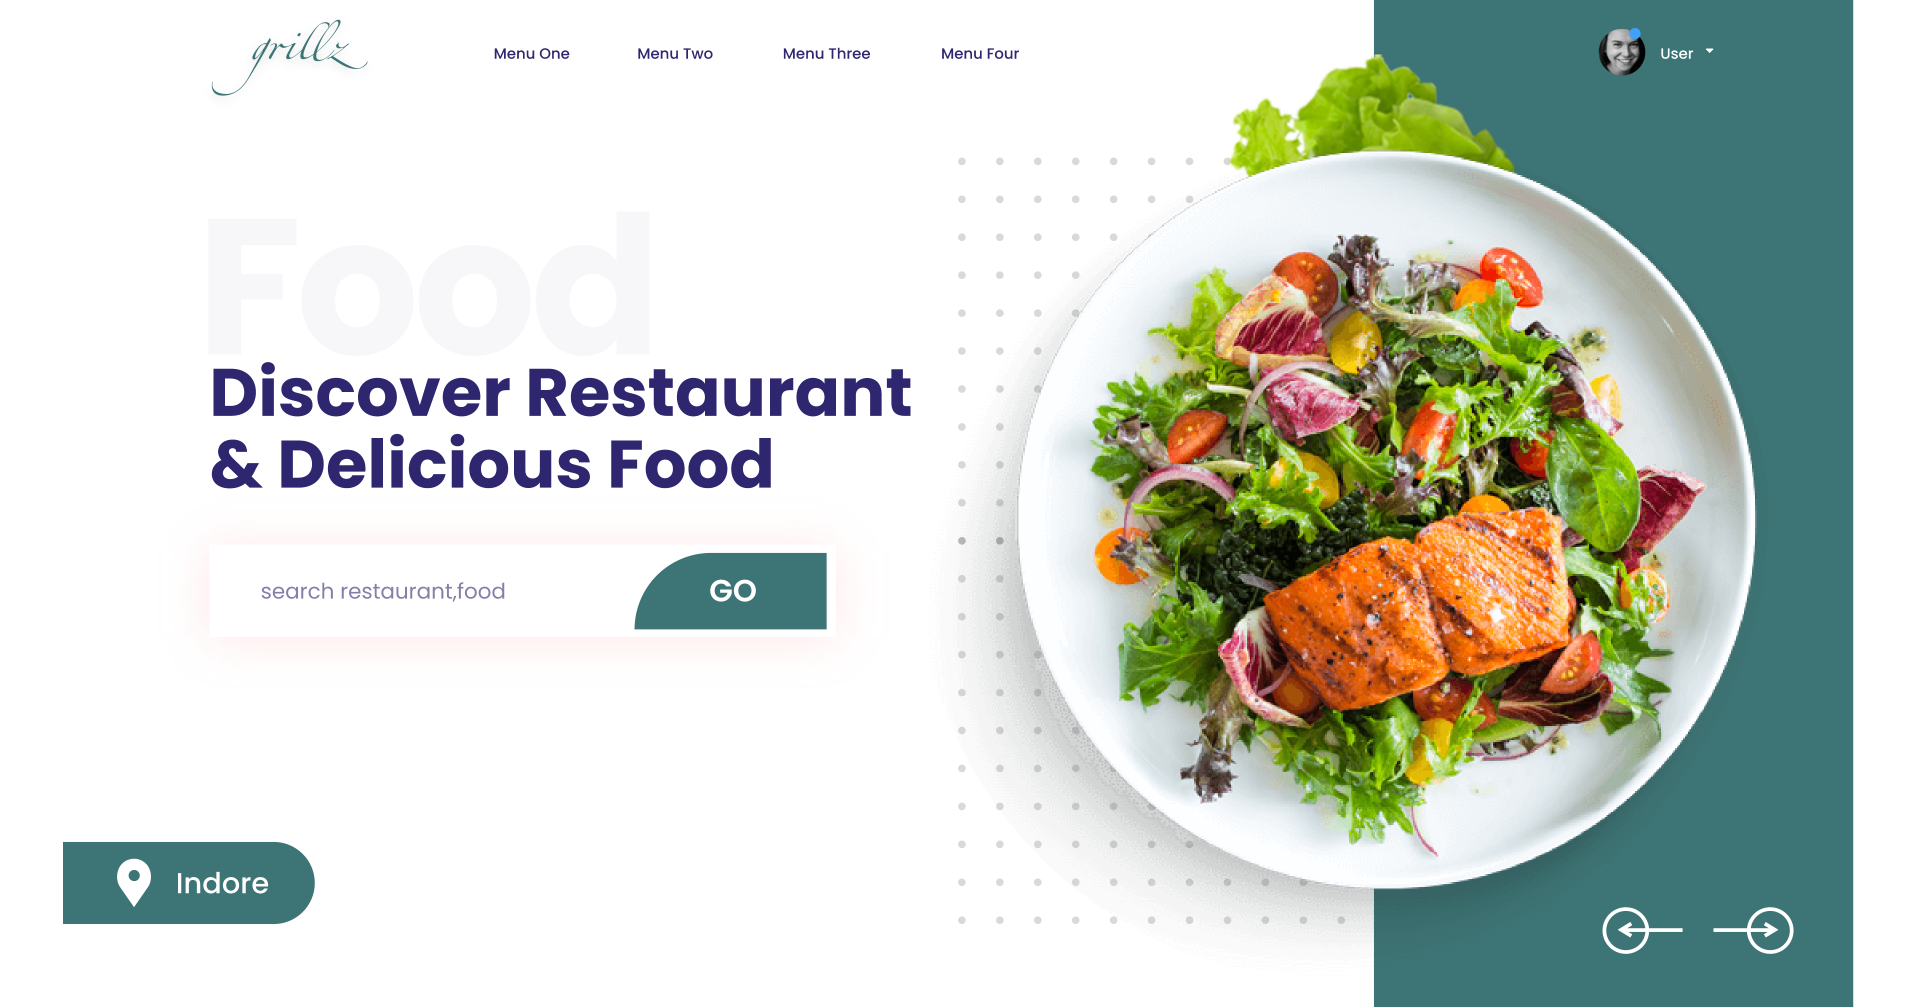 grillz
Menu One Menu Two Menu Three Menu Four
User
Food
Discover Restaurant
& Delicious Food
search restaurant,food
GO
Indore